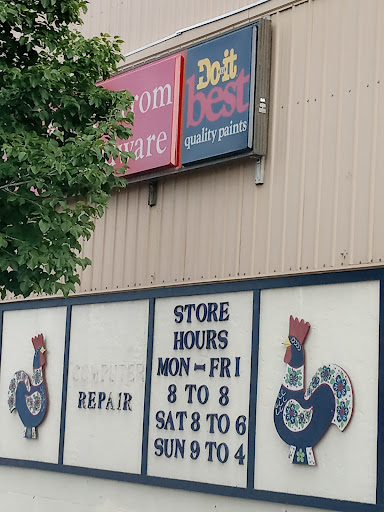 rom
ware
Do it
best
quality paints
COMPUTER
REPAIR
STORE
HOURS
MON-FRI
8 TO 8
SAT 8 TO 6
SUN 9 TO 4